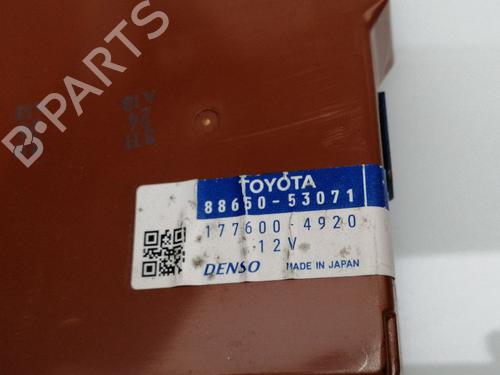 TOYOTA
88650-53071
177600-4920
12V
DENSO MADE IN JAPAN
B-PARTS